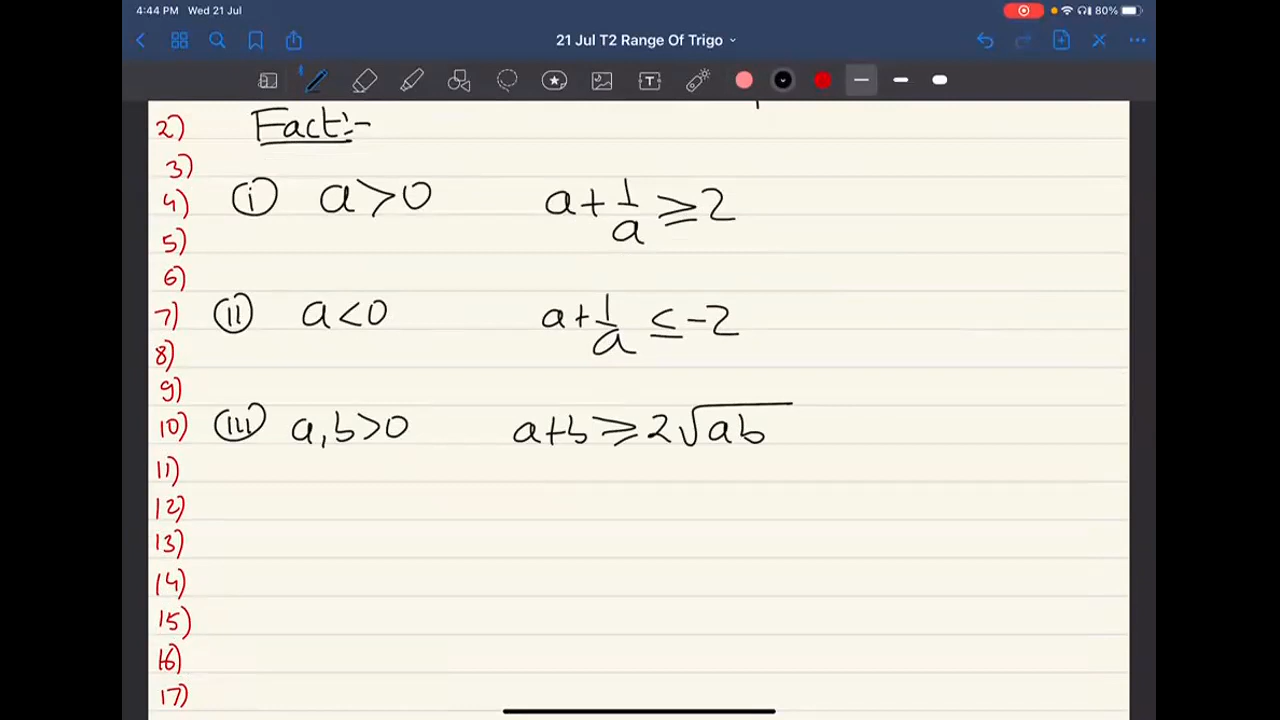 4:44 PM Wed 21 Jul
80%
21 Jul T2 Range Of Trigo
2) Fact:-
3)
4) (i) a>0 a+1/a ≥2
5)
6)
7) (ii) a<0 a+1/a ≤-2
8)
9)
10) (iii) a,b>0 a+b≥2√ab
11)
12)
13)
14)
15)
16)
17)